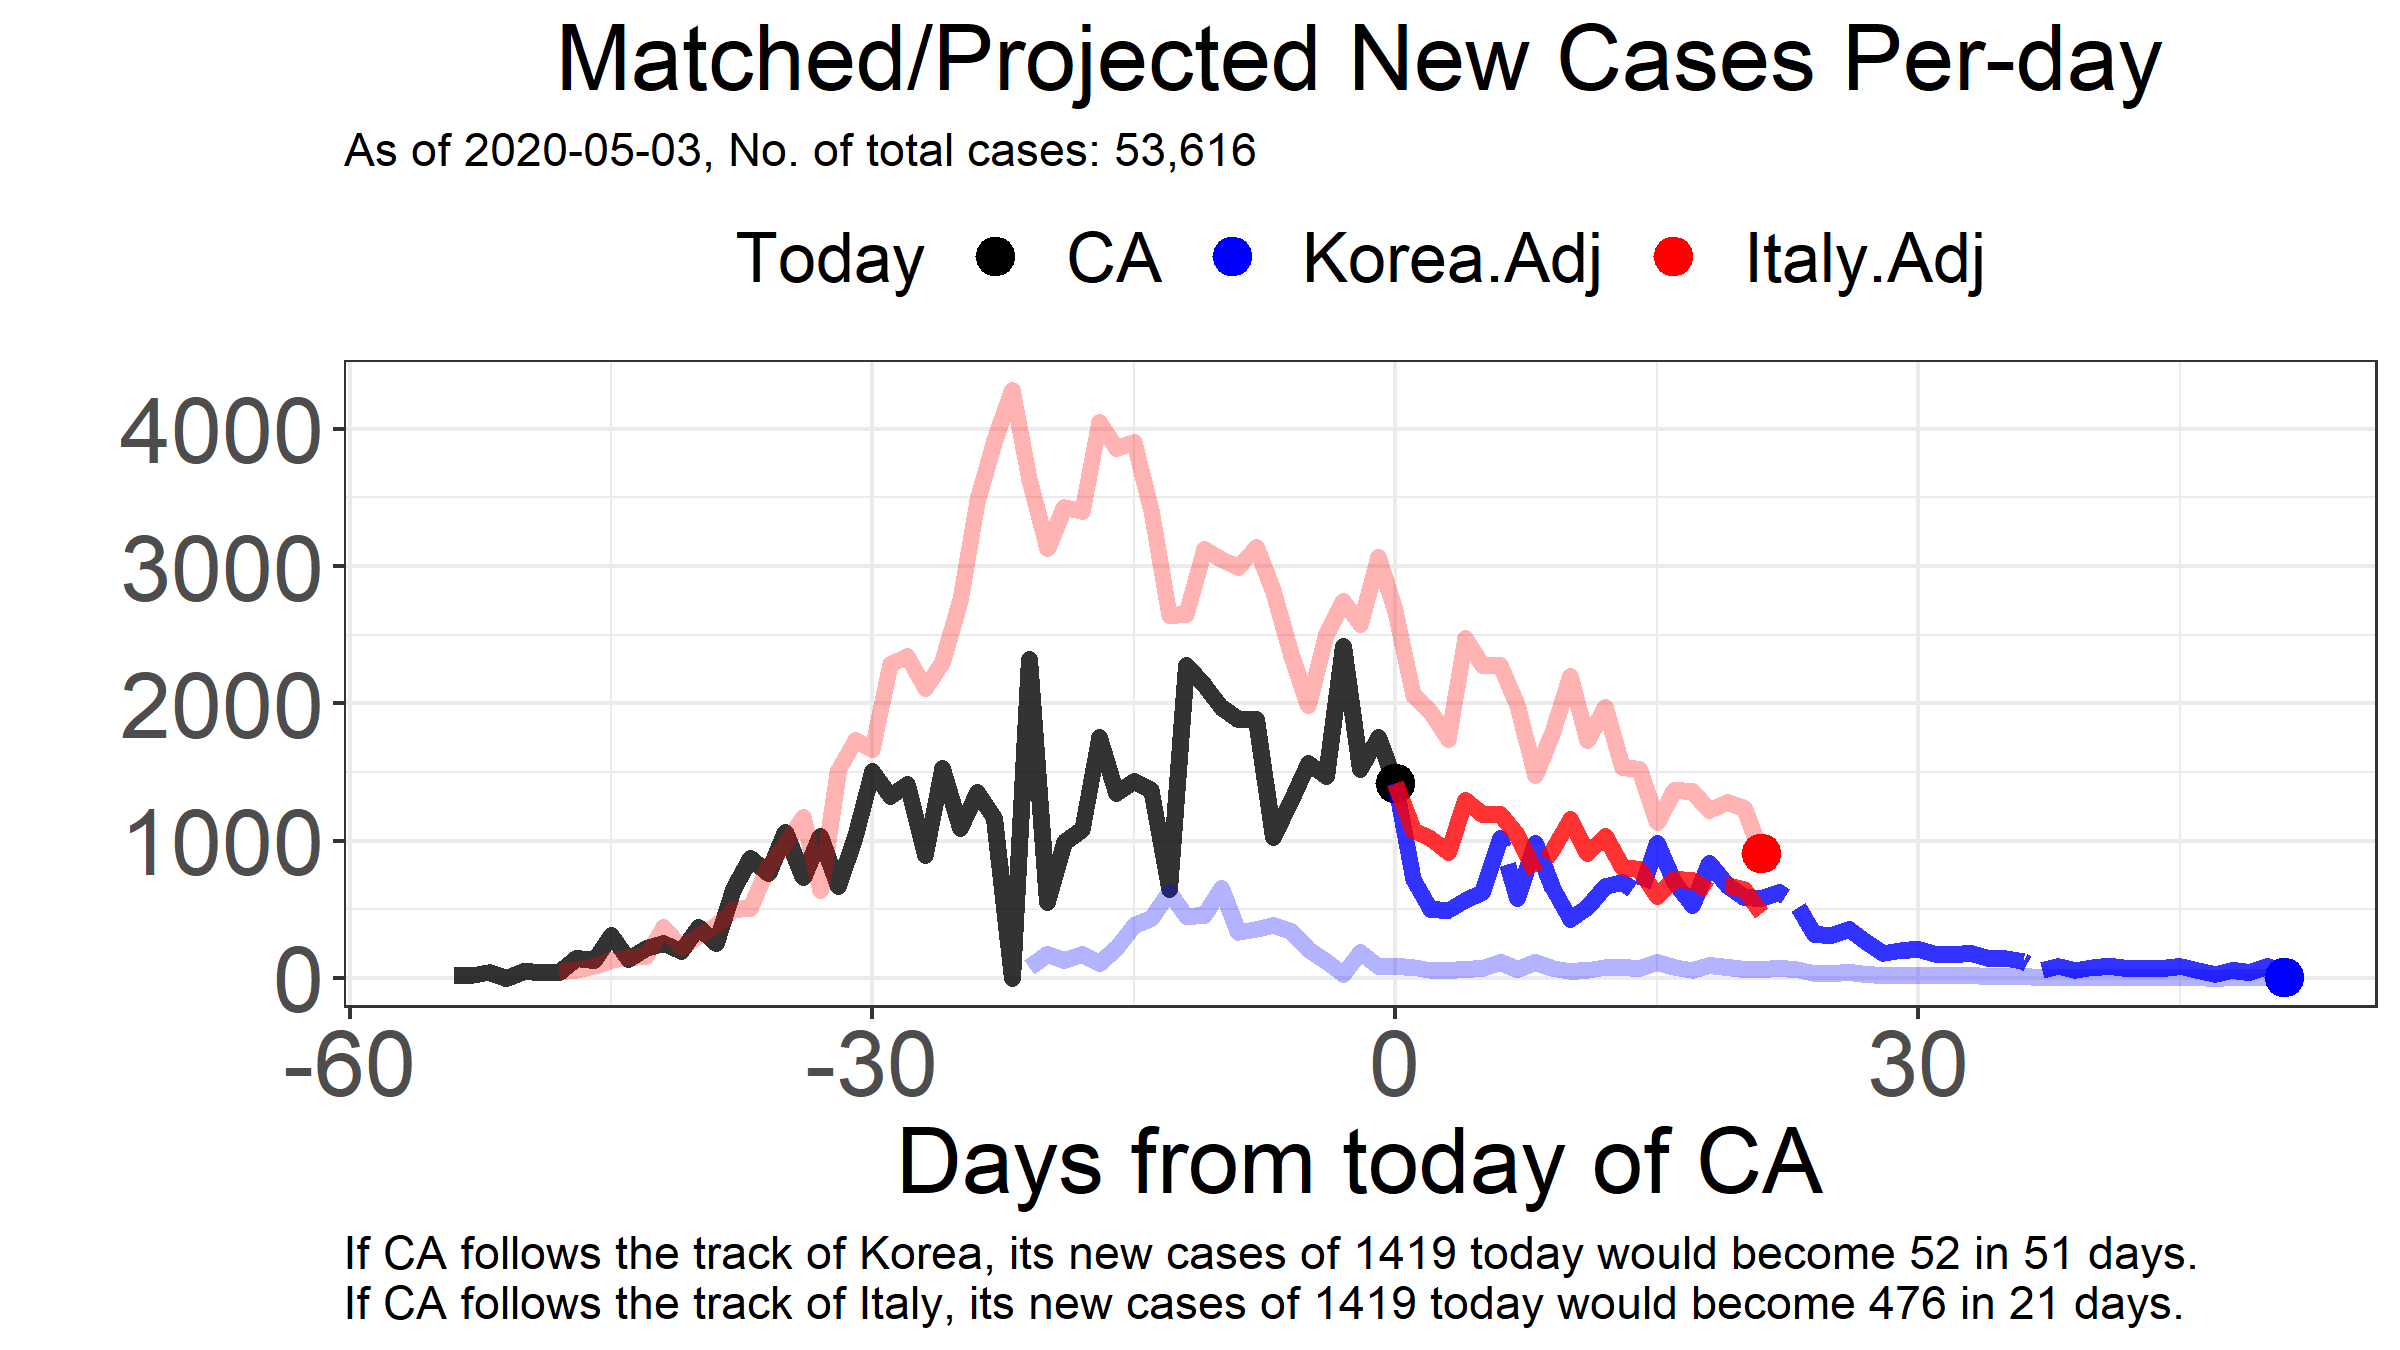 Matched/Projected New Cases Per-day
As of 2020-05-03, No. of total cases: 53,616
Today CA Korea.Adj Italy.Adj
4000
3000
2000
1000
0
-60 -30 0 30
Days from today of CA
If CA follows the track of Korea, its new cases of 1419 today would become 52 in 51 days.
If CA follows the track of Italy, its new cases of 1419 today would become 476 in 21 days.